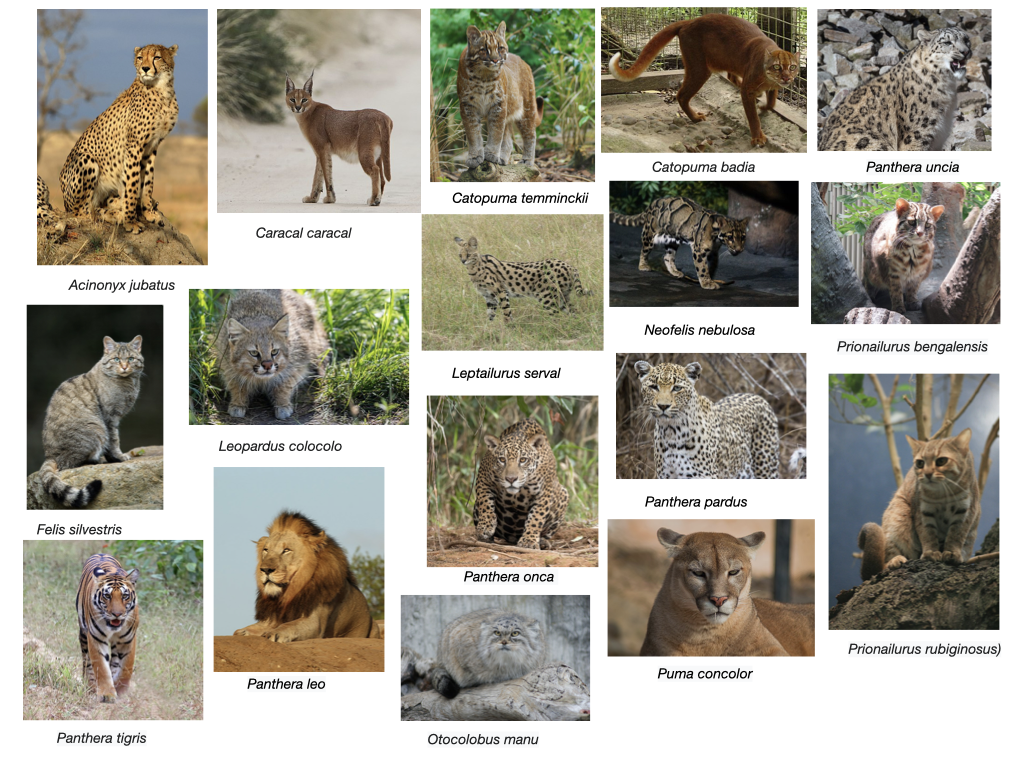 Catopuma badia
Panthera uncia
Catopuma temminckii
Caracal caracal
Acinonyx jubatus
Neofelis nebulosa
Prionailurus bengalensis
Leptailurus serval
Leopardus colocolo
Panthera pardus
Felis silvestris
Panthera onca
Prionailurus rubiginosus)
Puma concolor
Panthera leo
Panthera tigris
Otocolobus manu